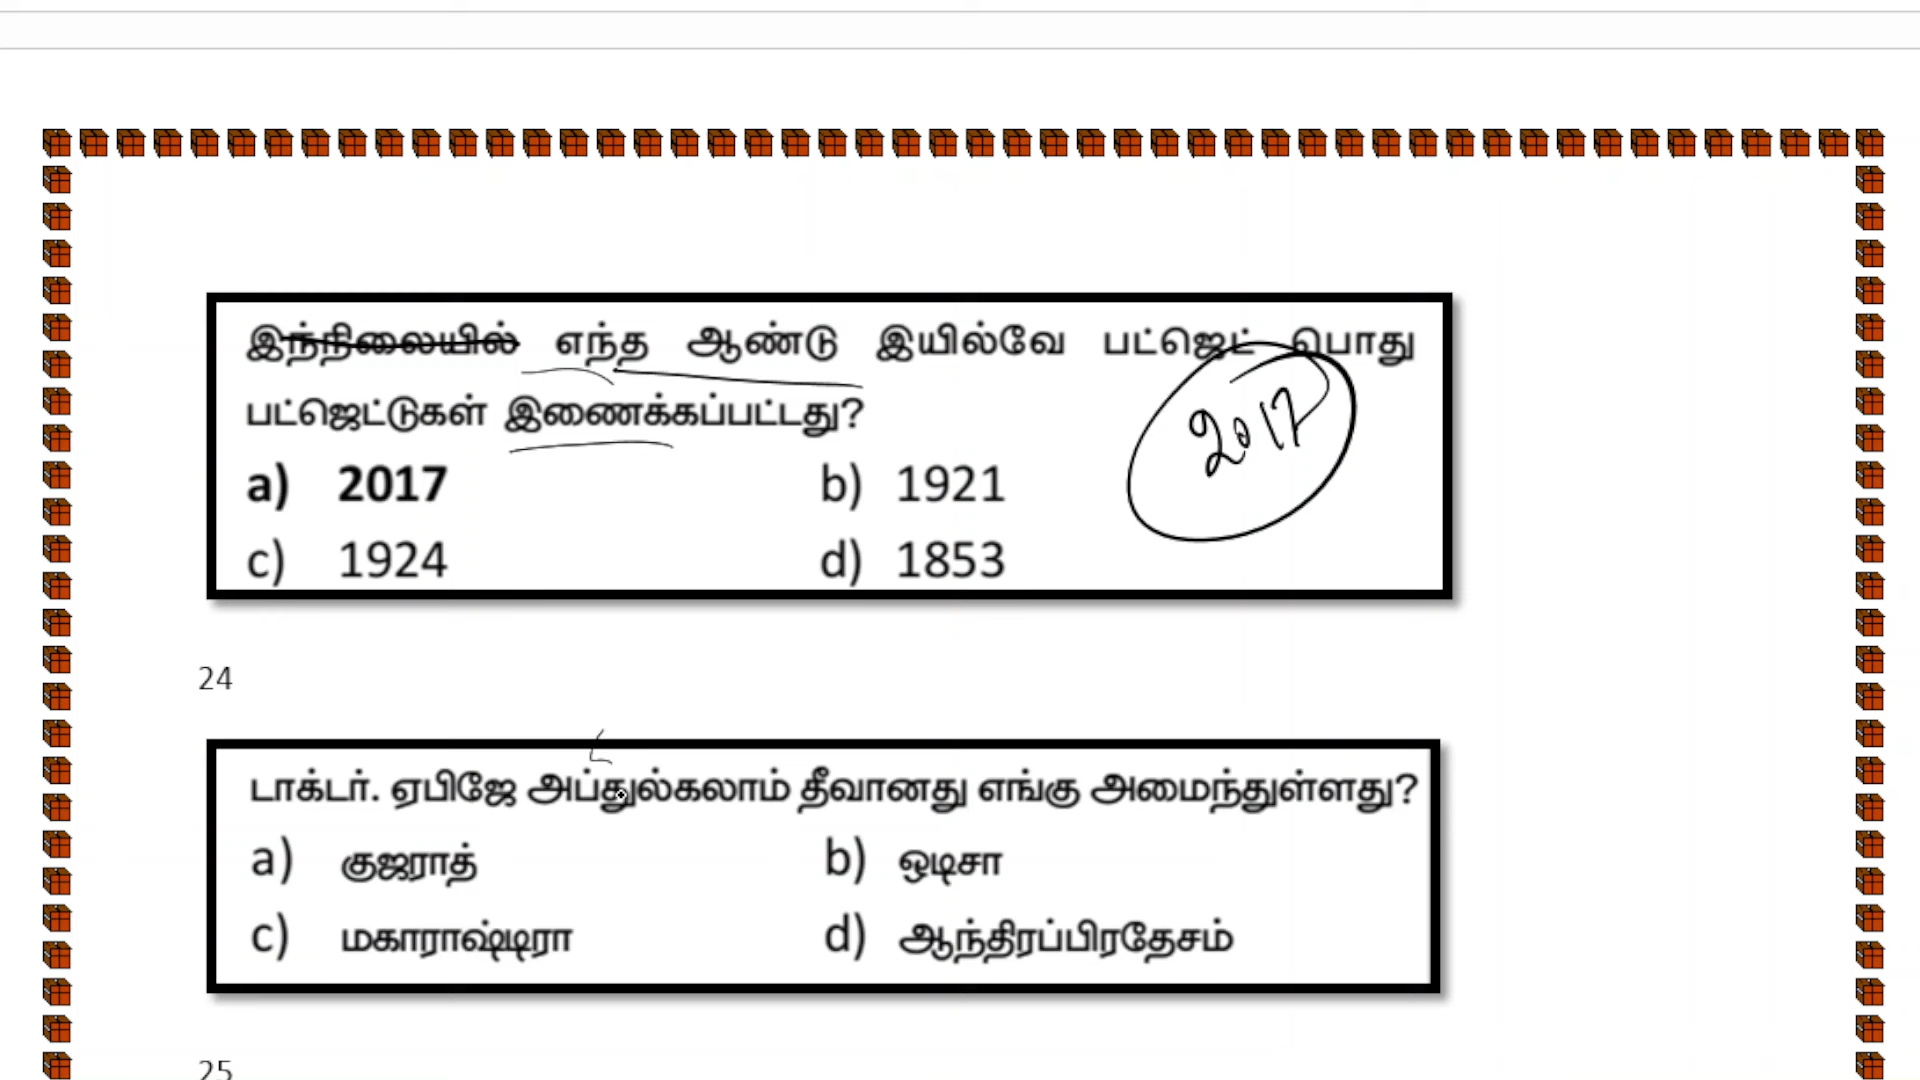 இந்நிலையில் எந்த ஆண்டு இயில்வே பட்ஜெட் பொது
பட்ஜெட்டுகள் இணைக்கப்பட்டது?
2017
a) 2017 b) 1921
c) 1924 d) 1853
24
டாக்டர். ஏபிஜே அப்துல்கலாம் தீவானது எங்கு அமைந்துள்ளது?
a) குஜராத் b) ஒடிசா
c) மகாராஷ்டிரா d) ஆந்திரப்பிரதேசம்
25